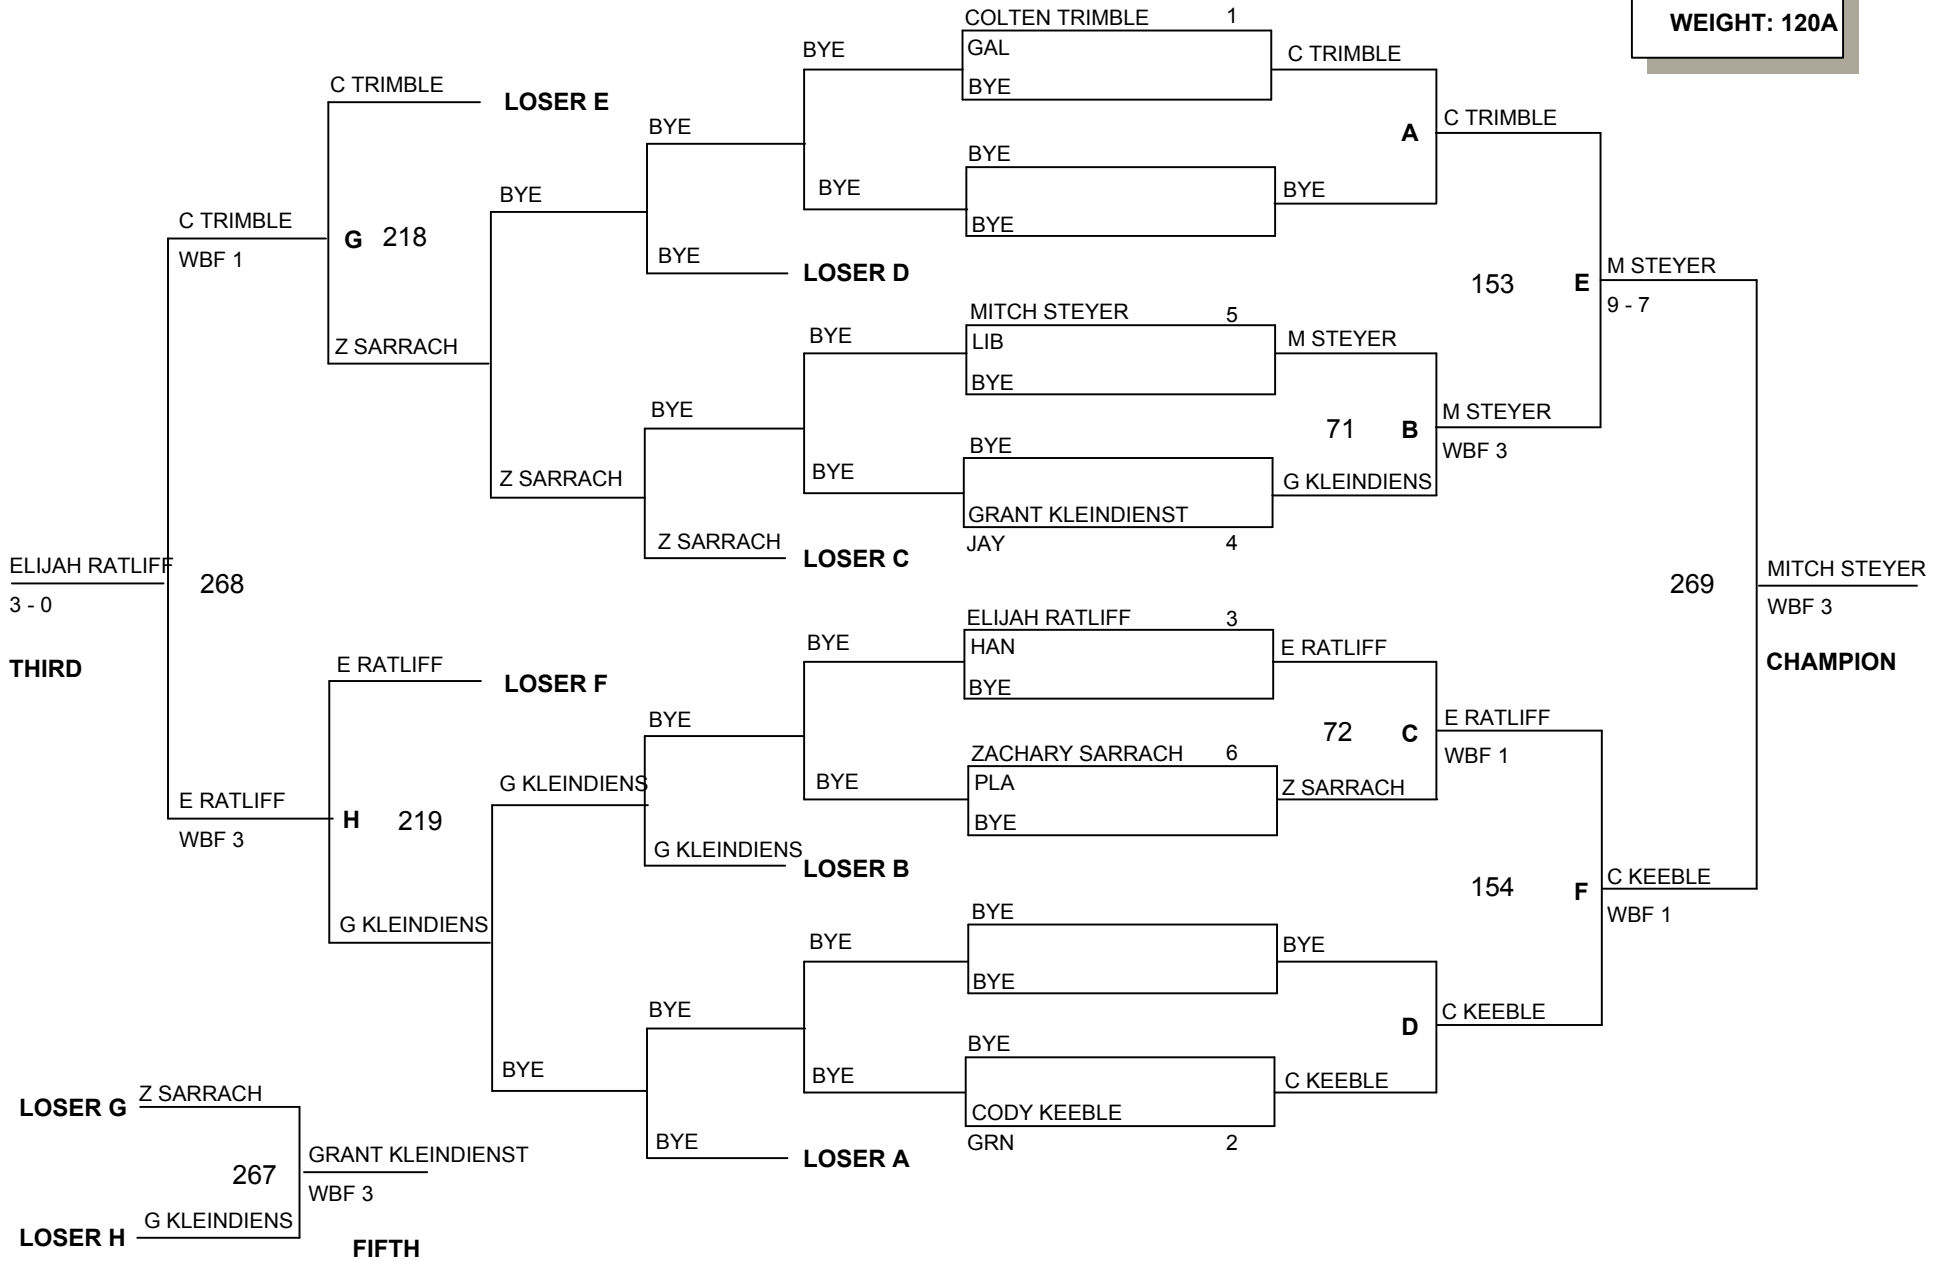 WEIGHT: 120A
COLTEN TRIMBLE 1
GAL
BYE
BYE
C TRIMBLE
C TRIMBLE
LOSER E
BYE
A
C TRIMBLE
BYE
BYE
BYE
BYE
BYE
C TRIMBLE
WBF 1
G 218
BYE
LOSER D
153
E
M STEYER
9 - 7
MITCH STEYER 5
LIB
BYE
BYE
M STEYER
Z SARRACH
BYE
71
B
M STEYER
WBF 3
BYE
BYE
GRANT KLEINDIENST
JAY 4
G KLEINDIENS
Z SARRACH
Z SARRACH
LOSER C
ELIJAH RATLIFF
3 - 0
THIRD
268
269
MITCH STEYER
WBF 3
CHAMPION
ELIJAH RATLIFF 3
HAN
BYE
BYE
E RATLIFF
E RATLIFF
LOSER F
BYE
72
C
E RATLIFF
WBF 1
ZACHARY SARRACH 6
PLA
BYE
BYE
Z SARRACH
G KLEINDIENS
E RATLIFF
WBF 3
H 219
G KLEINDIENS
LOSER B
154
F
C KEEBLE
WBF 1
G KLEINDIENS
BYE
BYE
BYE
BYE
BYE
D
C KEEBLE
BYE
BYE
BYE
CODY KEEBLE
GRN 2
C KEEBLE
BYE
LOSER A
LOSER G
Z SARRACH
267
GRANT KLEINDIENST
WBF 3
LOSER H
G KLEINDIENS
FIFTH